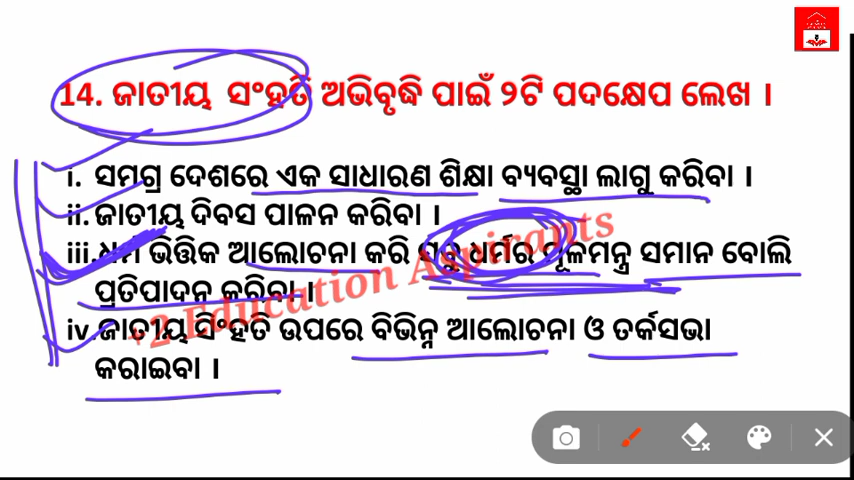 14. ଜାତୀୟ ସଂହତି ଅଭିବୃଦ୍ଧି ପାଇଁ ୨ଟି ପଦକ୍ଷେପ ଲେଖ ।
i. ସମଗ୍ର ଦେଶରେ ଏକ ସାଧାରଣ ଶିକ୍ଷା ବ୍ୟବସ୍ଥା ଲାଗୁ କରିବା ।
ii. ଜାତୀୟ ଦିବସ ପାଳନ କରିବା ।
iii. ଧର୍ମ ଭିତ୍ତିକ ଆଲୋଚନା କରି ସବୁ ଧର୍ମର ମୂଳମନ୍ତ୍ର ସମାନ ବୋଲି
ପ୍ରତିପାଦନ କରିବା ।
iv. ଜାତୀୟ ସଂହତି ଉପରେ ବିଭିନ୍ନ ଆଲୋଚନା ଓ ତର୍କସଭା
କରାଇବା ।
+2 Education Aspirants